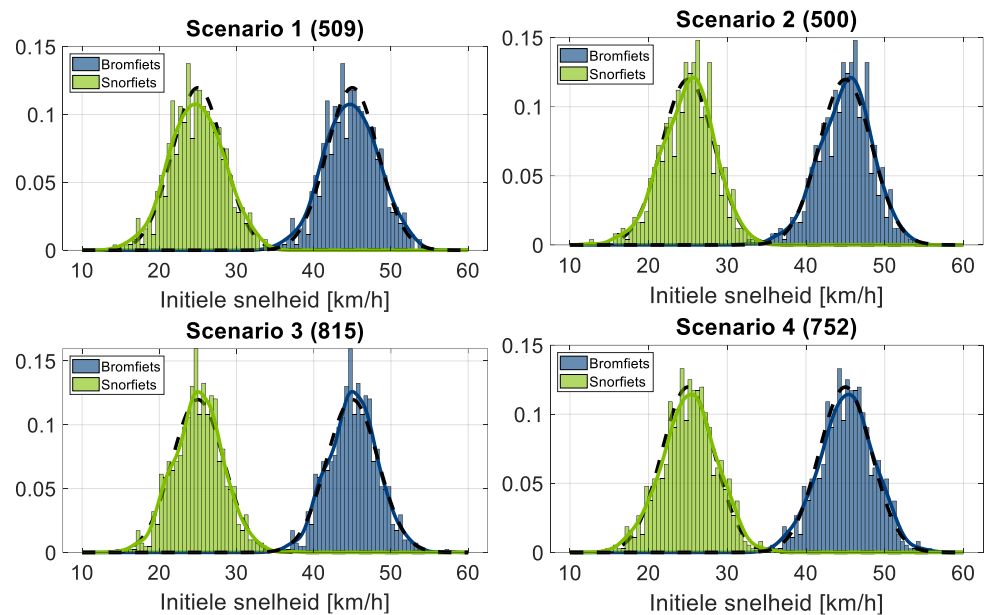 Scenario 1 (509)
0.15
0.1
0.05
0
Bromfiets
Snorfiets
10 20 30 40 50 60
Initiele snelheid [km/h]
Scenario 2 (500)
0.15
0.1
0.05
0
Bromfiets
Snorfiets
10 20 30 40 50 60
Initiele snelheid [km/h]
Scenario 3 (815)
0.15
0.1
0.05
0
Bromfiets
Snorfiets
10 20 30 40 50 60
Initiele snelheid [km/h]
Scenario 4 (752)
0.15
0.1
0.05
0
Bromfiets
Snorfiets
10 20 30 40 50 60
Initiele snelheid [km/h]